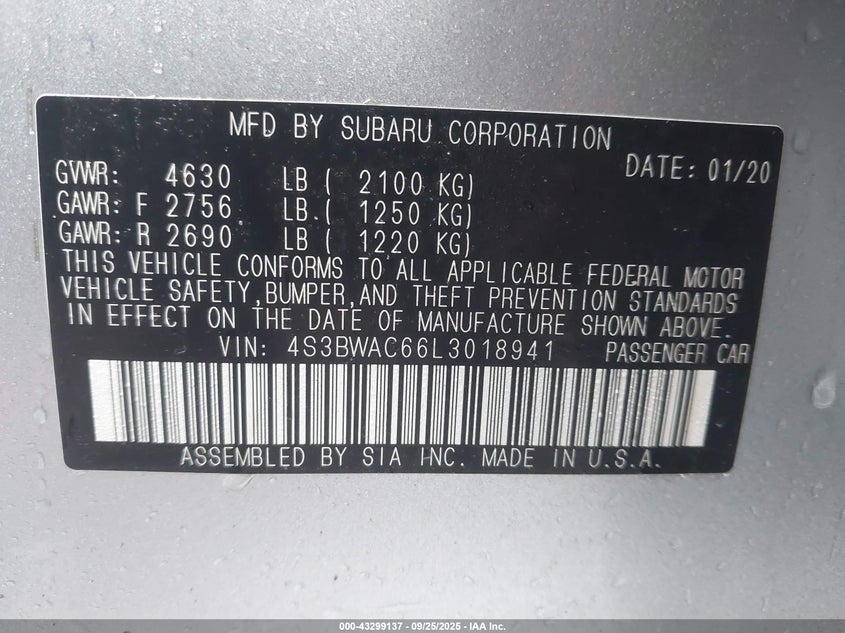 MFD BY SUBARU CORPORATION
DATE: 01/20
GVWR: 4630 LB ( 2100 KG)
GAWR: F 2756 LB ( 1250 KG)
GAWR: R 2690 LB ( 1220 KG)
THIS VEHICLE CONFORMS TO ALL APPLICABLE FEDERAL MOTOR
VEHICLE SAFETY, BUMPER, AND THEFT PREVENTION STANDARDS
IN EFFECT ON THE DATE OF MANUFACTURE SHOWN ABOVE.
VIN: 4S3BWAC66L3018941 PASSENGER CAR
ASSEMBLED BY SIA INC. MADE IN U.S.A.
000-43299137 - 09/25/2025 - IAA Inc.